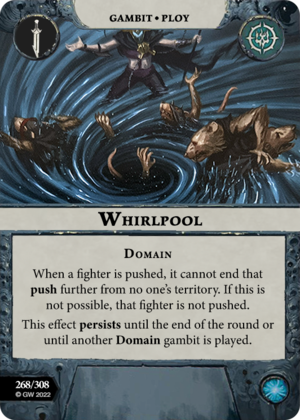 GAMBIT • PLOY
WHIRLPOOL
DOMAIN
When a fighter is pushed, it cannot end that
push further from no one's territory. If this is
not possible, that fighter is not pushed.
This effect persists until the end of the round or
until another Domain gambit is played.
268/308
© GW 2022